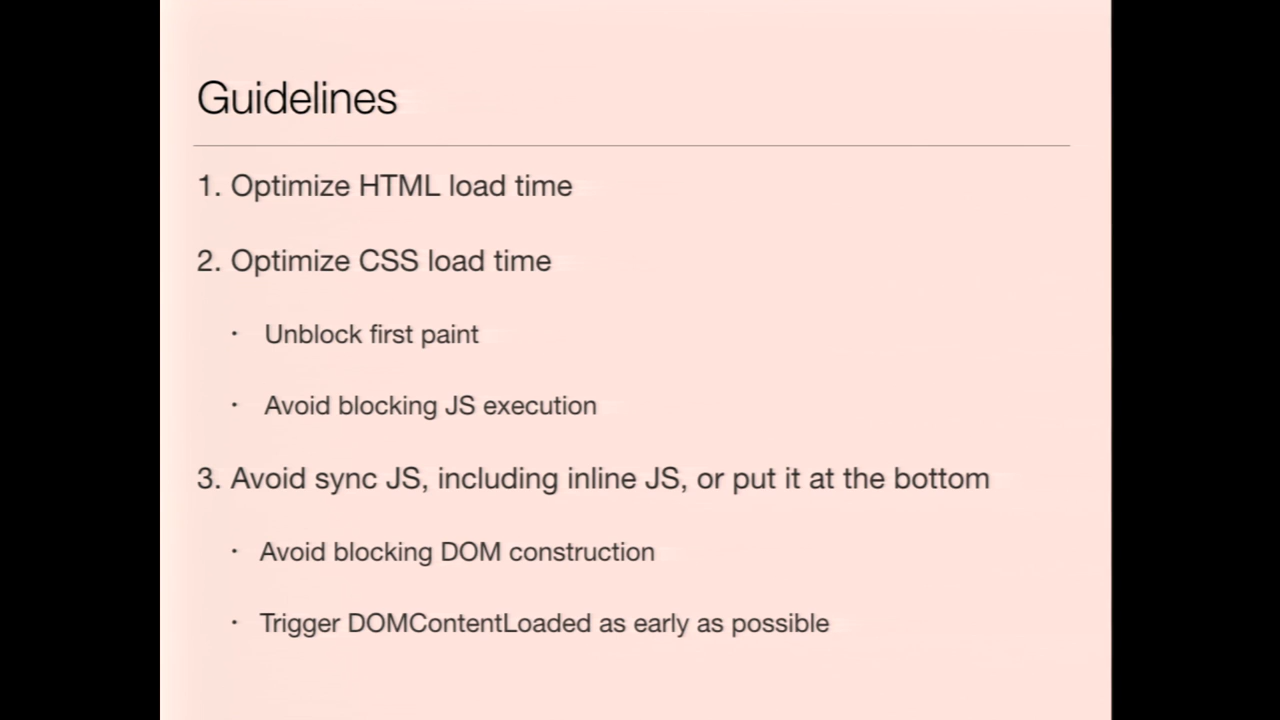 Guidelines
1. Optimize HTML load time
2. Optimize CSS load time
· Unblock first paint
· Avoid blocking JS execution
3. Avoid sync JS, including inline JS, or put it at the bottom
· Avoid blocking DOM construction
· Trigger DOMContentLoaded as early as possible